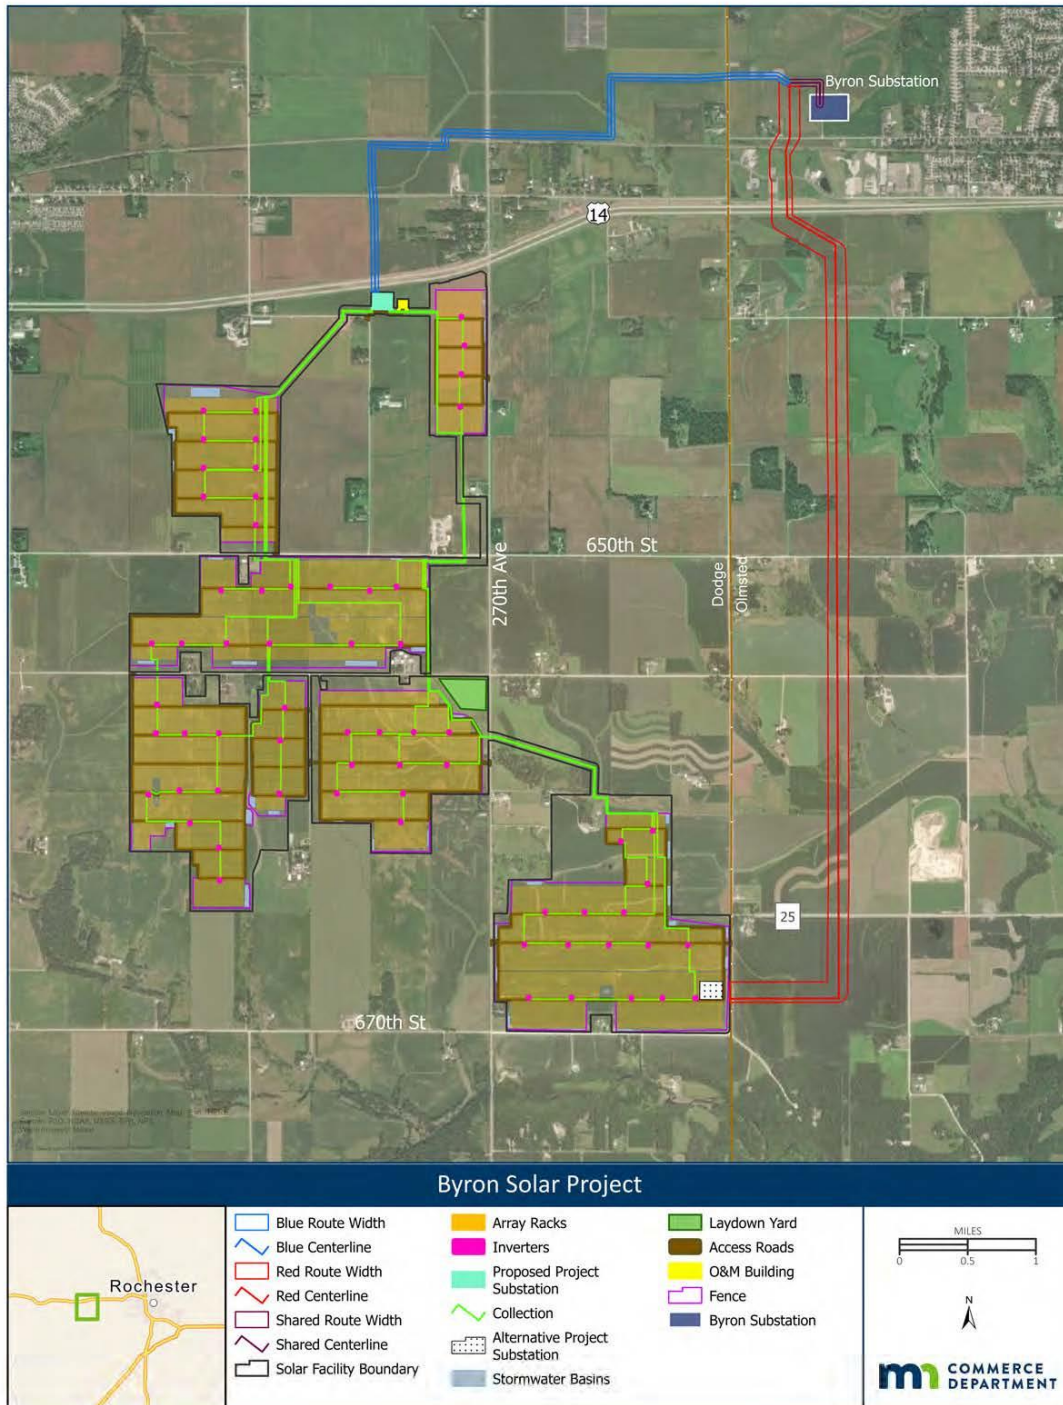 Byron Substation
14
650th St
270th Ave
Dodge
Olmsted
25
670th St
Byron Solar Project
Rochester
Blue Route Width
Blue Centerline
Red Route Width
Red Centerline
Shared Route Width
Shared Centerline
Solar Facility Boundary
Array Racks
Inverters
Proposed Project
Substation
Collection
Alternative Project
Substation
Stormwater Basins
Laydown Yard
Access Roads
O&M Building
Fence
Byron Substation
MILES
0 0.5 1
N
COMMERCE
DEPARTMENT